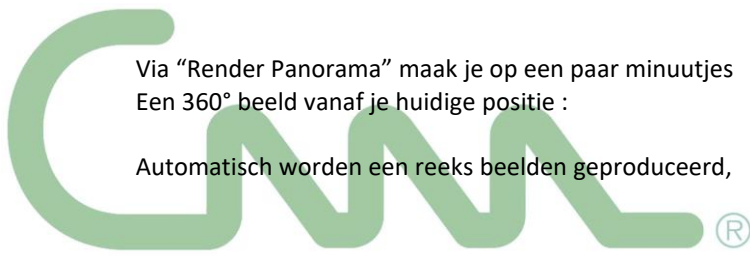 Via “Render Panorama” maak je op een paar minuutjes
Een 360° beeld vanaf je huidige positie :
Automatisch worden een reeks beelden geproduceerd,
®